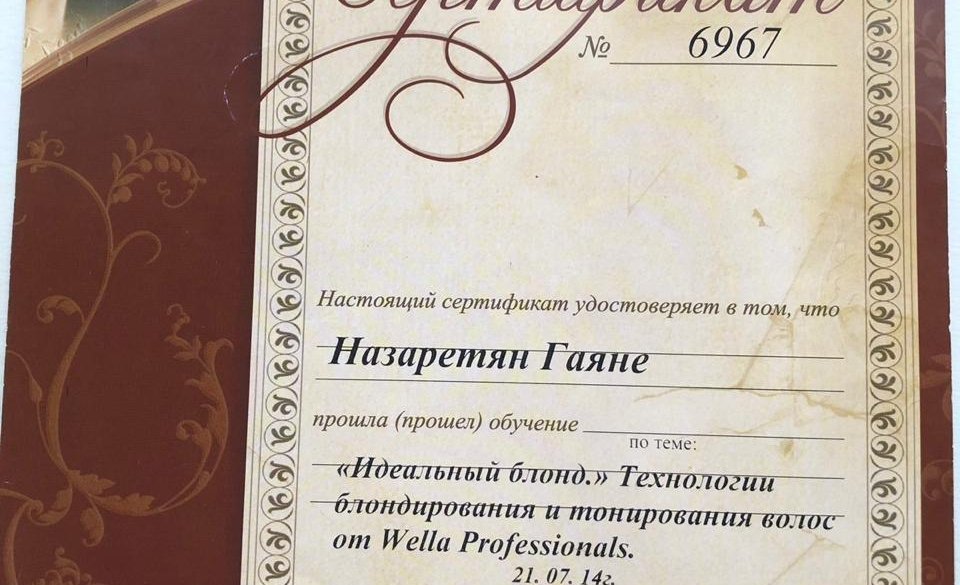 Сертификат
№ 6967
Настоящий сертификат удостоверяет в том, что
Назаретян Гаяне
прошла (прошел) обучение
по теме:
«Идеальный блонд.» Технологии
блондирования и тонирования волос
от Wella Professionals.
21. 07. 14г.